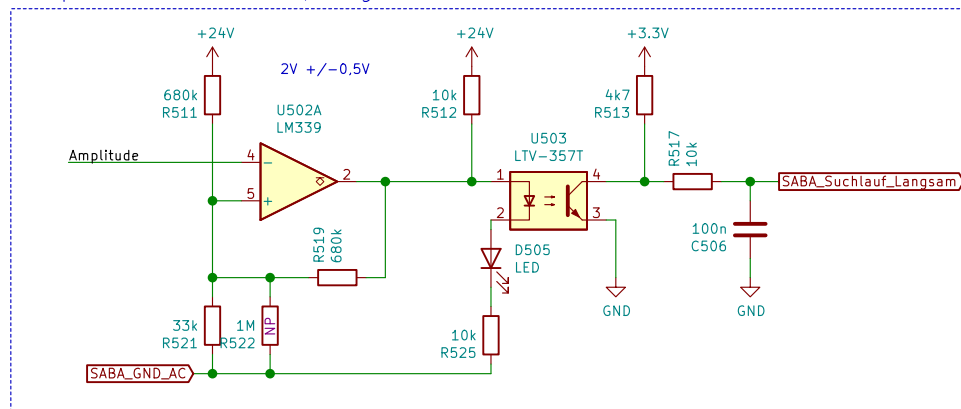 +24V
+24V
+3.3V
2V +/-0,5V
680k
R511
U502A
LM339
10k
R512
4k7
R513
U503
LTV-357T
R517
10k
Amplitude
4
-
2
1
4
SABA_Suchlauf_Langsam
5
+
2
3
R519
680k
D505
LED
100n
C506
GND
GND
33k
R521
1M
R522
NP
10k
R525
SABA_GND_AC